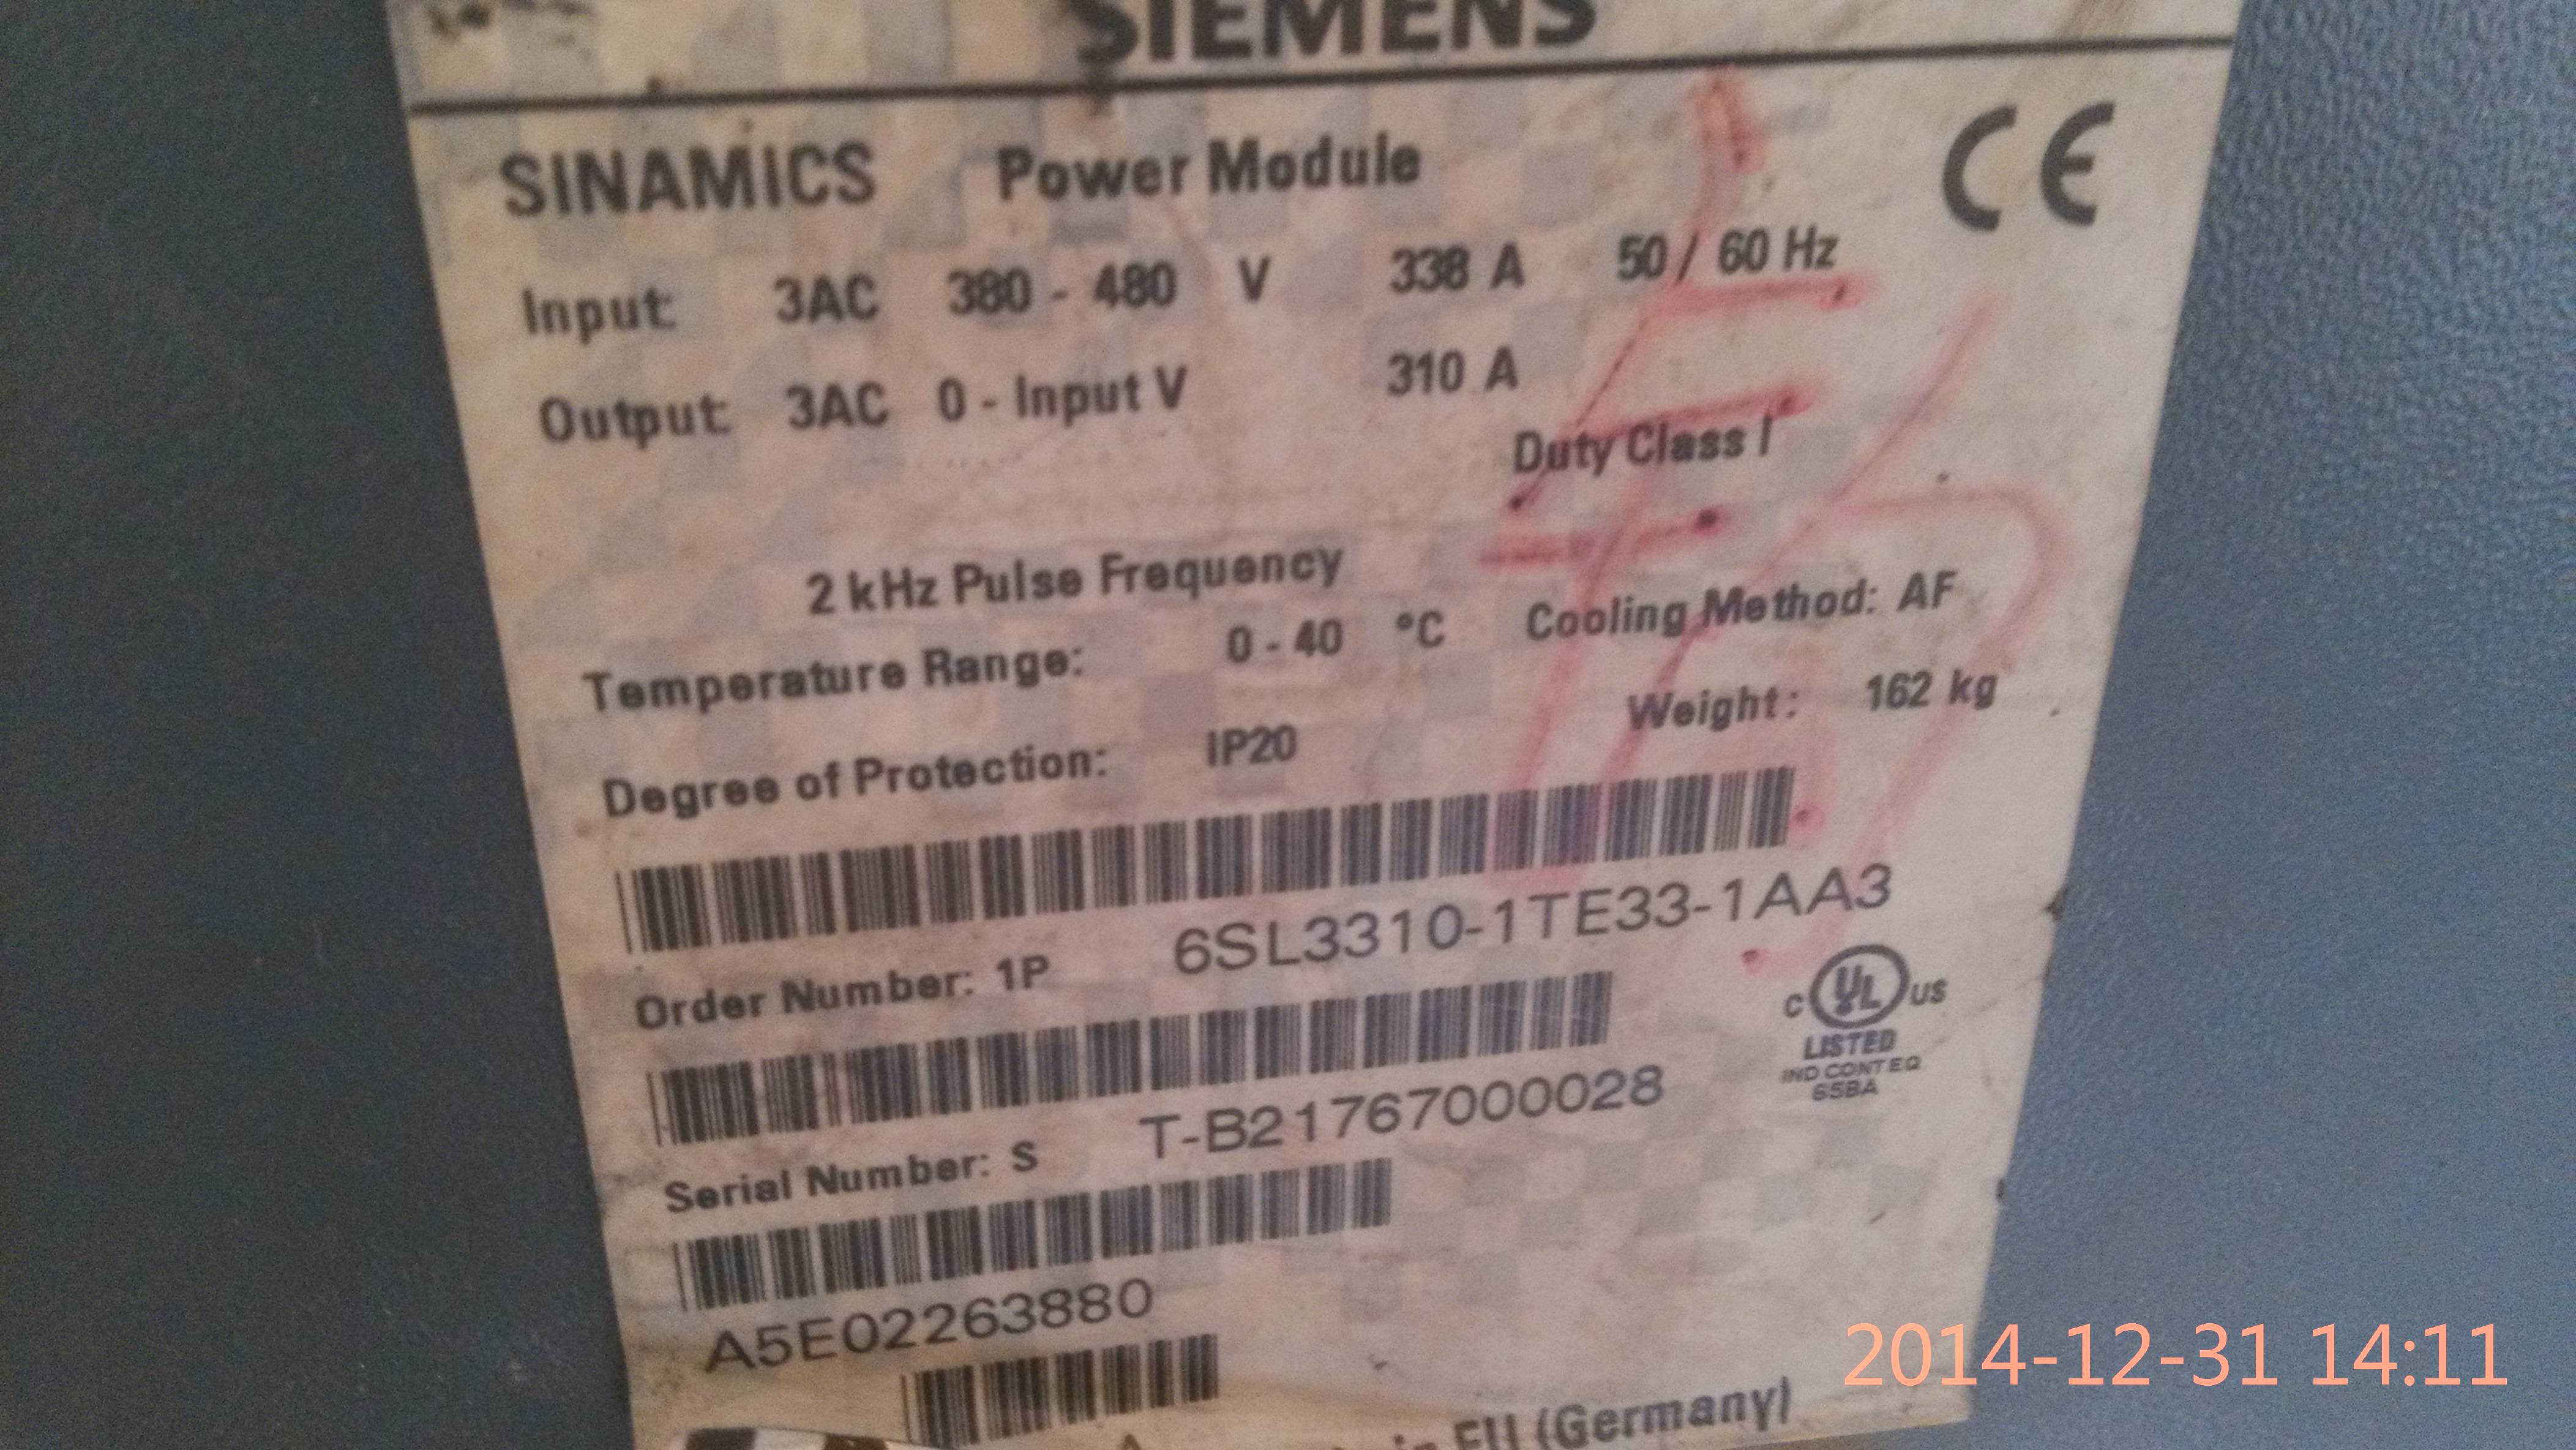 SIEMENS
SINAMICS Power Module
Input: 3AC 380 - 480 V 338 A 50 / 60 Hz
Output: 3AC 0 - Input V 310 A
Duty Class I
2 kHz Pulse Frequency
Temperature Range: 0 - 40 °C Cooling Method: AF
Degree of Protection: IP20 Weight: 162 kg
Order Number: 1P 6SL3310-1TE33-1AA3
Serial Number: S T-B21767000028
c UL US
LISTED
IND CONT EQ
65BA
A5E02263880
EU (Germany)
2014-12-31 14:11